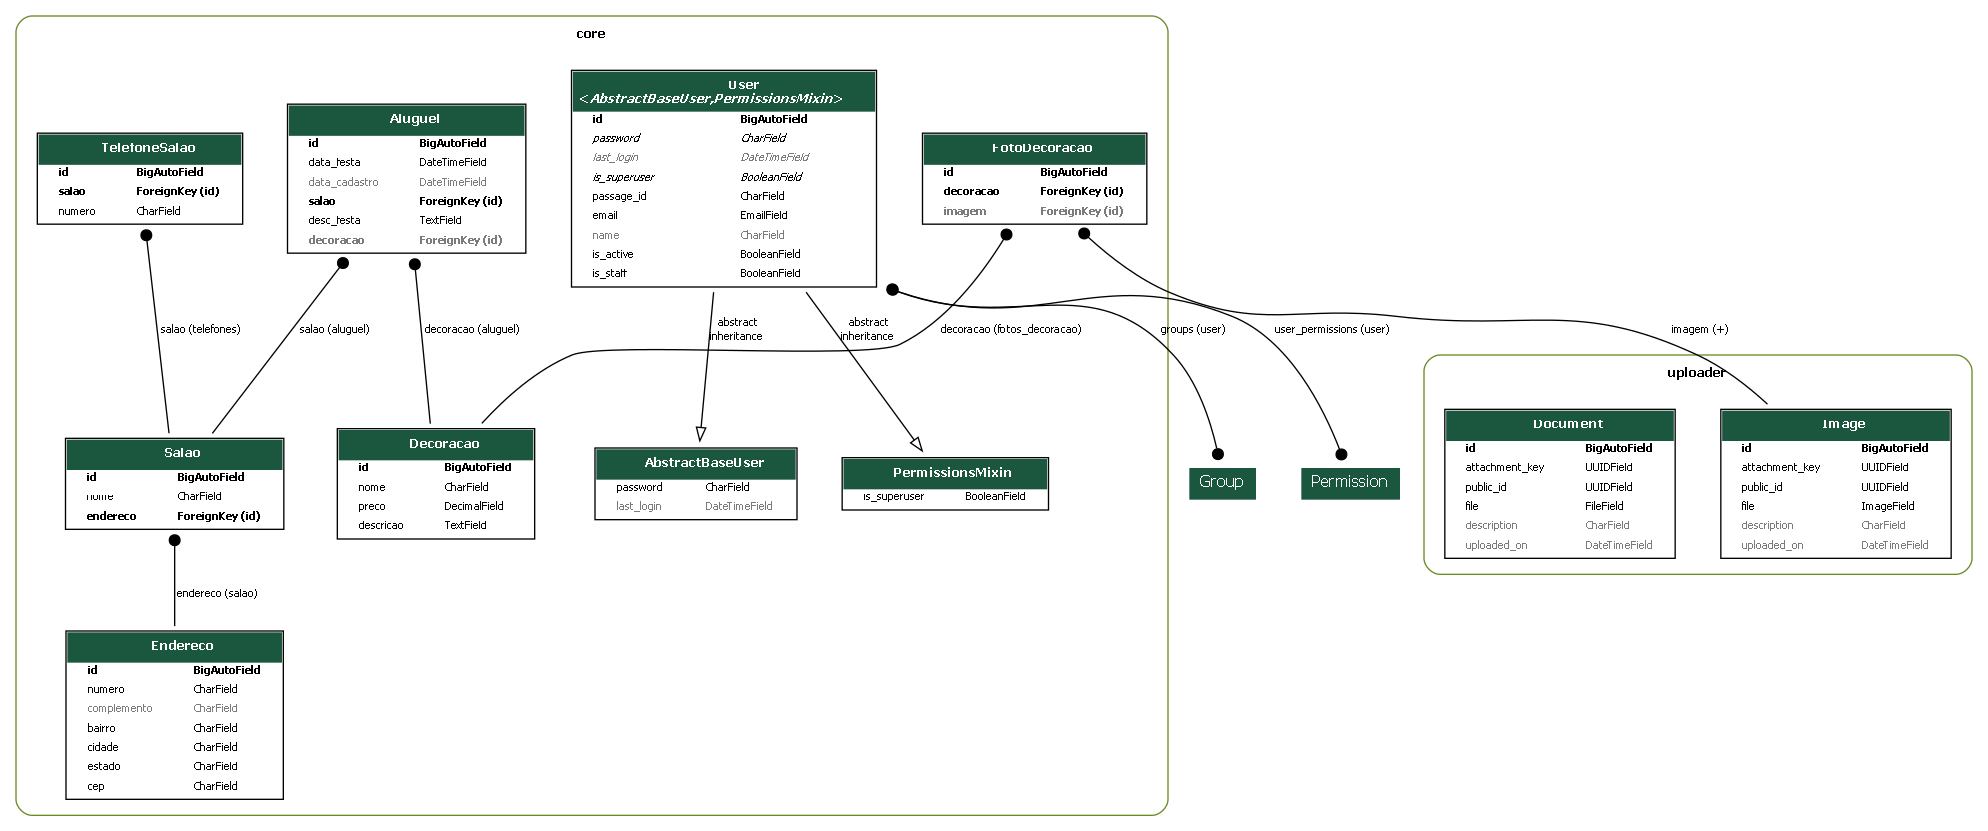 core
TelefoneSalao
id BigAutoField
salao ForeignKey (id)
numero CharField
Aluguel
id BigAutoField
data_festa DateTimeField
data_cadastro DateTimeField
salao ForeignKey (id)
desc_festa TextField
decoracao ForeignKey (id)
User
<AbstractBaseUser,PermissionsMixin>
id BigAutoField
password CharField
last_login DateTimeField
is_superuser BooleanField
passage_id CharField
email EmailField
name CharField
is_active BooleanField
is_staff BooleanField
FotoDecoracao
id BigAutoField
decoracao ForeignKey (id)
imagem ForeignKey (id)
salao (telefones)
salao (aluguel)
decoracao (aluguel)
abstract
inheritance
abstract
inheritance
decoracao (fotos_decoracao)
groups (user)
user_permissions (user)
imagem (+)
Salao
id BigAutoField
nome CharField
endereco ForeignKey (id)
Decoracao
id BigAutoField
nome CharField
preco DecimalField
descricao TextField
AbstractBaseUser
password CharField
last_login DateTimeField
PermissionsMixin
is_superuser BooleanField
Group
Permission
uploader
Document
id BigAutoField
attachment_key UUIDField
public_id UUIDField
file FileField
description CharField
uploaded_on DateTimeField
Image
id BigAutoField
attachment_key UUIDField
public_id UUIDField
file ImageField
description CharField
uploaded_on DateTimeField
endereco (salao)
Endereco
id BigAutoField
numero CharField
complemento CharField
bairro CharField
cidade CharField
estado CharField
cep CharField